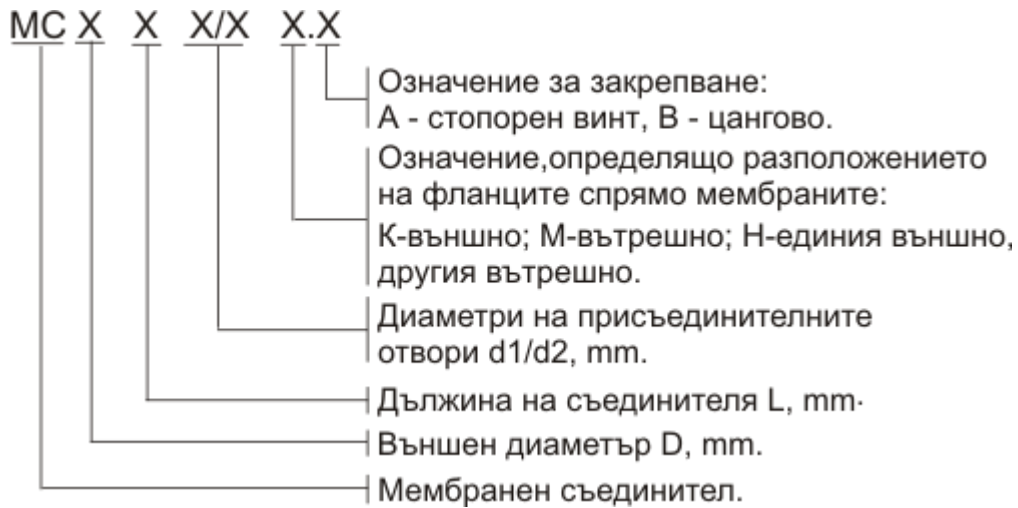 МС Х Х Х/Х Х.Х
Означение за закрепване:
А - стопорен винт, В - цангово.
Означение,определящо разположението
на фланците спрямо мембраните:
К-външно; М-вътрешно; Н-единия външно,
другия вътрешно.
Диаметри на присъединителните
отвори d1/d2, mm.
Дължина на съединителя L, mm.
Външен диаметър D, mm.
Мембранен съединител.